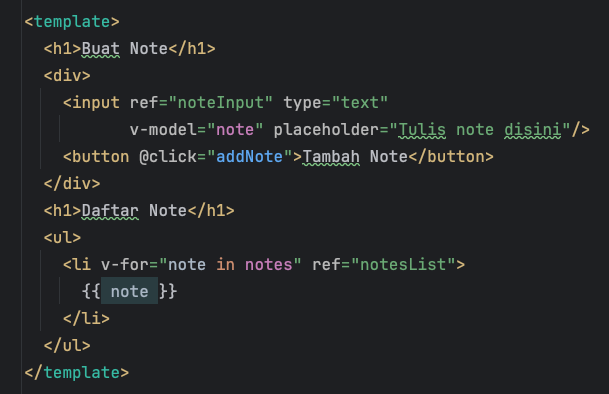 <template>
<h1>Buat Note</h1>
<div>
<input ref="noteInput" type="text"
v-model="note" placeholder="Tulis note disini"/>
<button @click="addNote">Tambah Note</button>
</div>
<h1>Daftar Note</h1>
<ul>
<li v-for="note in notes" ref="notesList">
{{ note }}
</li>
</ul>
</template>